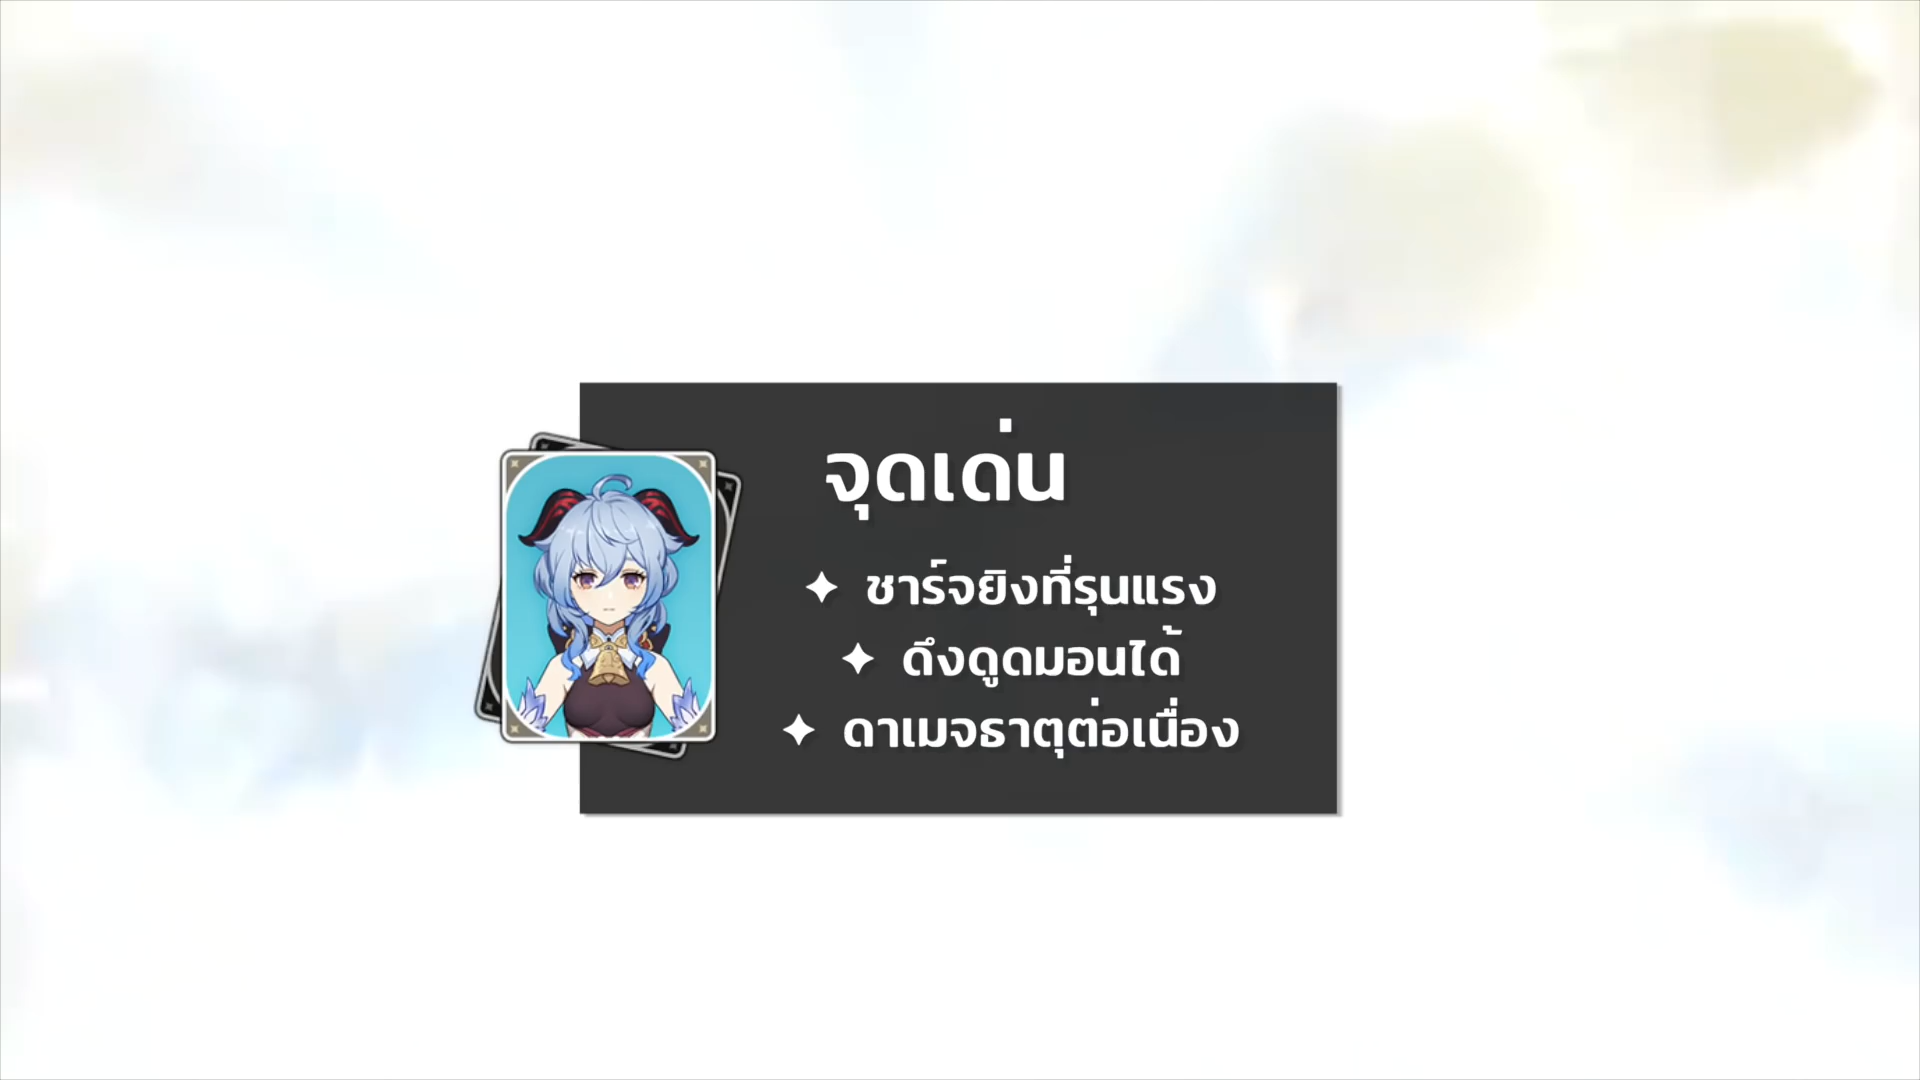 จุดเด่น
✦ ชาร์จยิงที่รุนแรง
✦ ดึงดูดมอนได้
✦ ดาเมจธาตุต่อเนื่อง